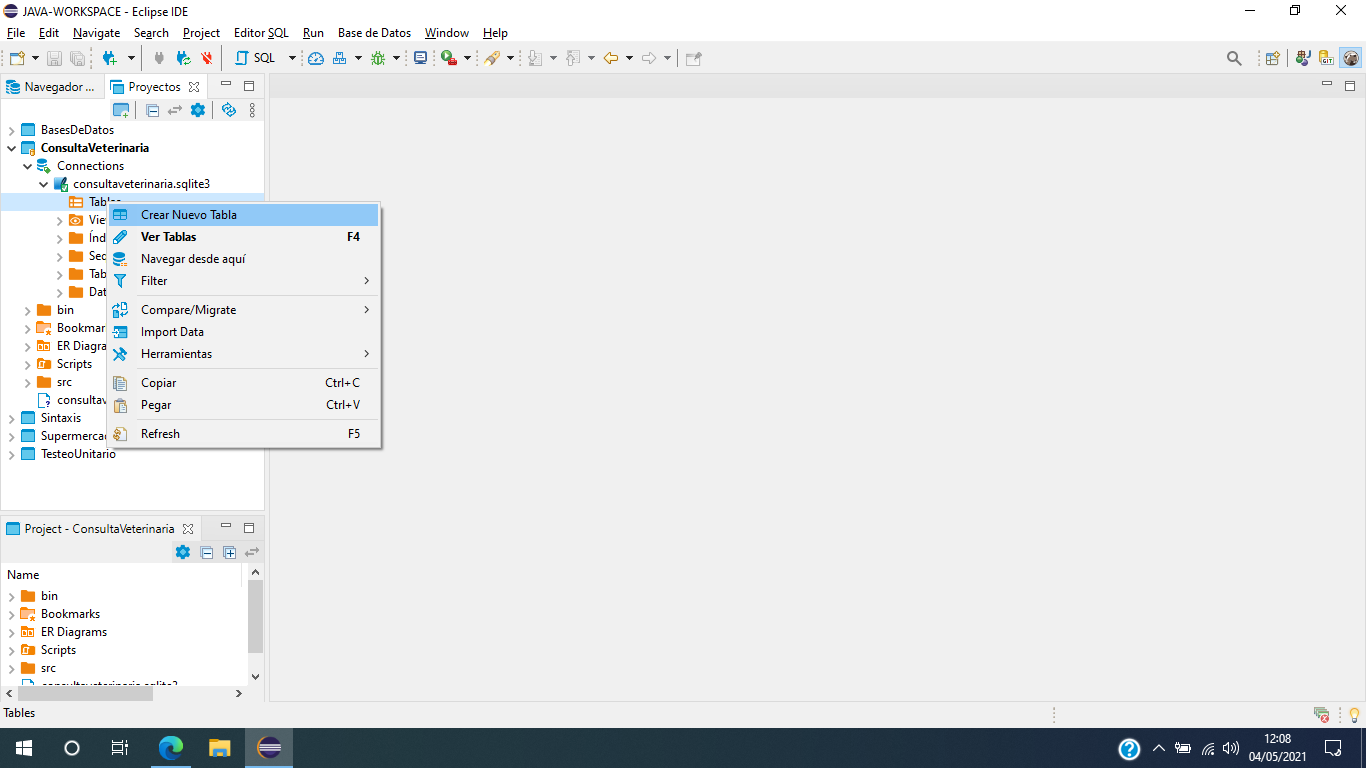 JAVA-WORKSPACE - Eclipse IDE
File Edit Navigate Search Project Editor SQL Run Base de Datos Window Help
SQL
Navegador ... Proyectos
BasesDeDatos
ConsultaVeterinaria
Connections
consultaveterinaria.sqlite3
Tables
Vie
Índ
Sec
Tab
Dat
bin
Bookmar
ER Diagra
Scripts
src
consultav
Sintaxis
Supermerca
TesteoUnitario
Crear Nuevo Tabla
Ver Tablas F4
Navegar desde aquí
Filter
Compare/Migrate
Import Data
Herramientas
Copiar Ctrl+C
Pegar Ctrl+V
Refresh F5
Project - ConsultaVeterinaria
Name
bin
Bookmarks
ER Diagrams
Scripts
src
consultaveterinaria.sqlite3
Tables
12:08
04/05/2021